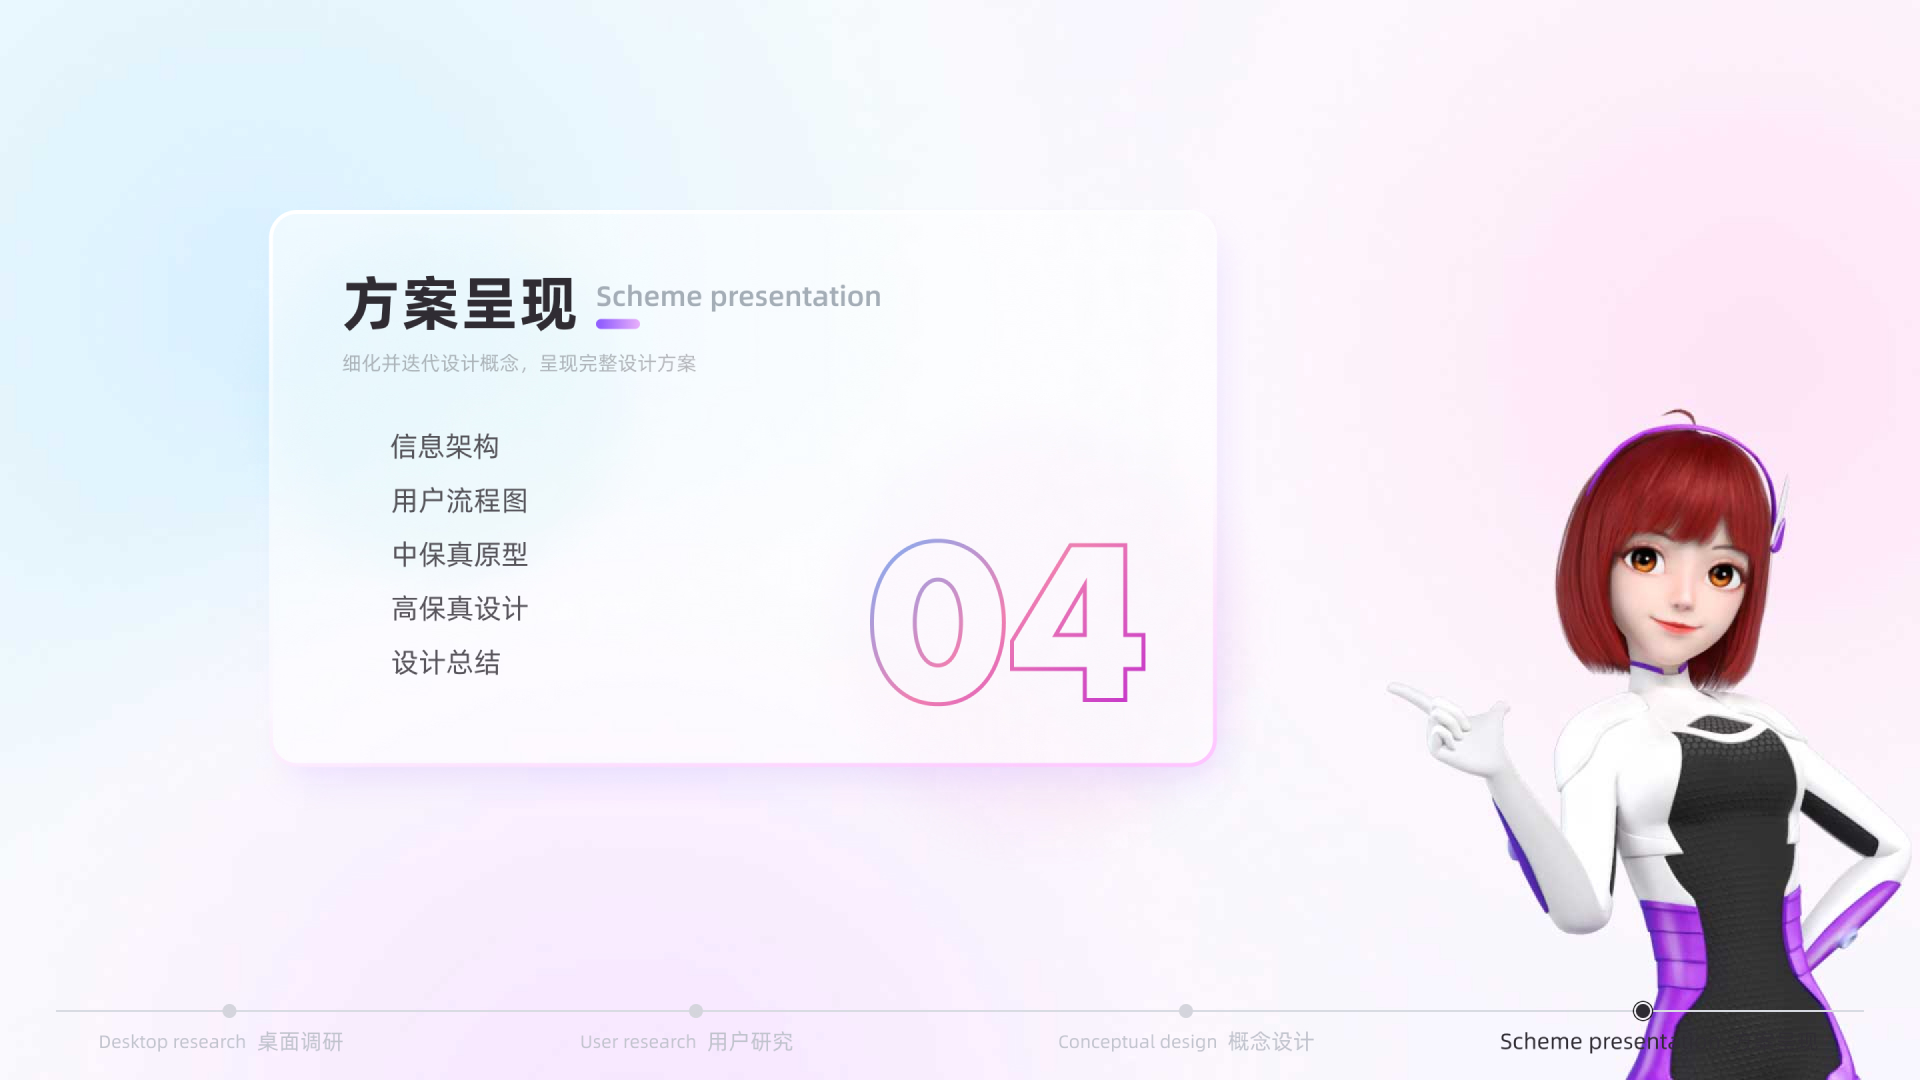 方案呈现 Scheme presentation
细化并迭代设计概念，呈现完整设计方案
信息架构
用户流程图
中保真原型
高保真设计
设计总结
04
Desktop research 桌面调研
User research 用户研究
Conceptual design 概念设计
Scheme presenta